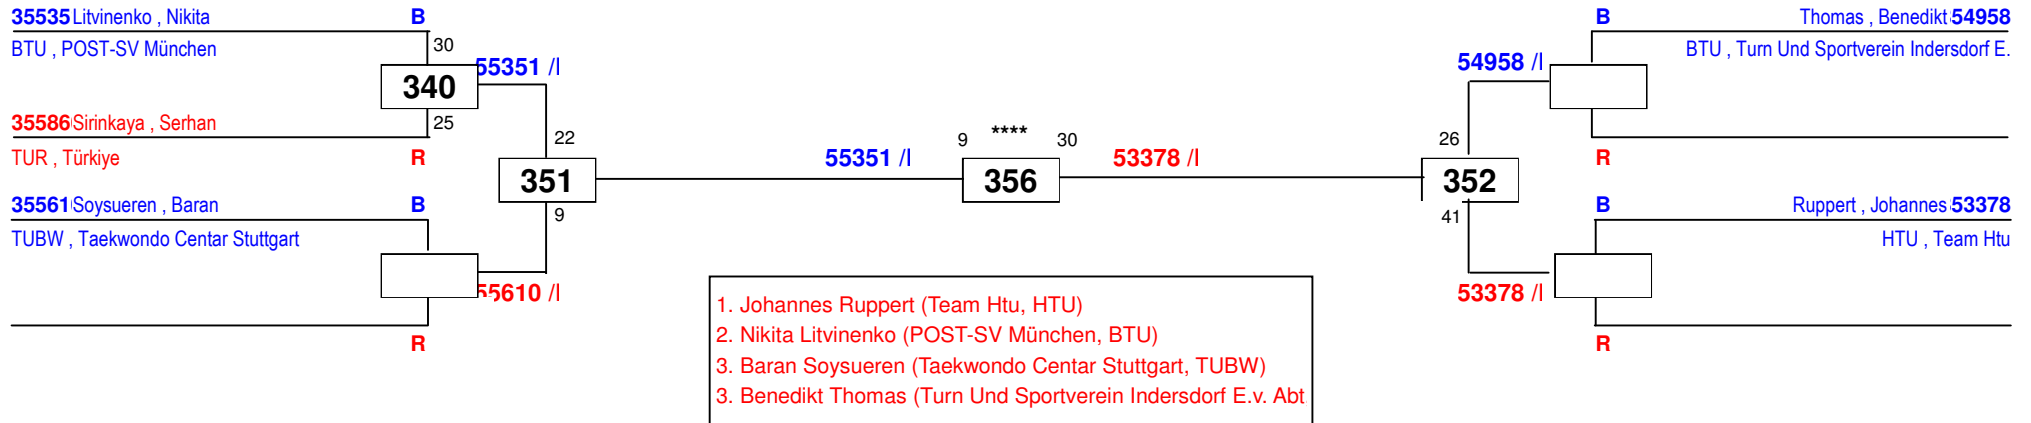 35535 Litvinenko , Nikita B
BTU , POST-SV München
30
55351 /I
340
25
35586 Sirinkaya , Serhan
TUR , Türkiye R
22
351
9
35561 Soysueren , Baran B
TUBW , Taekwondo Centar Stuttgart
55610 /I
R
55351 /I
9 **** 30
356
53378 /I
B Thomas , Benedikt 54958
BTU , Turn Und Sportverein Indersdorf E.
54958 /I
R
26
352
41
B Ruppert , Johannes 53378
HTU , Team Htu
53378 /I
R
1. Johannes Ruppert (Team Htu, HTU)
2. Nikita Litvinenko (POST-SV München, BTU)
3. Baran Soysueren (Taekwondo Centar Stuttgart, TUBW)
3. Benedikt Thomas (Turn Und Sportverein Indersdorf E.v. Abt